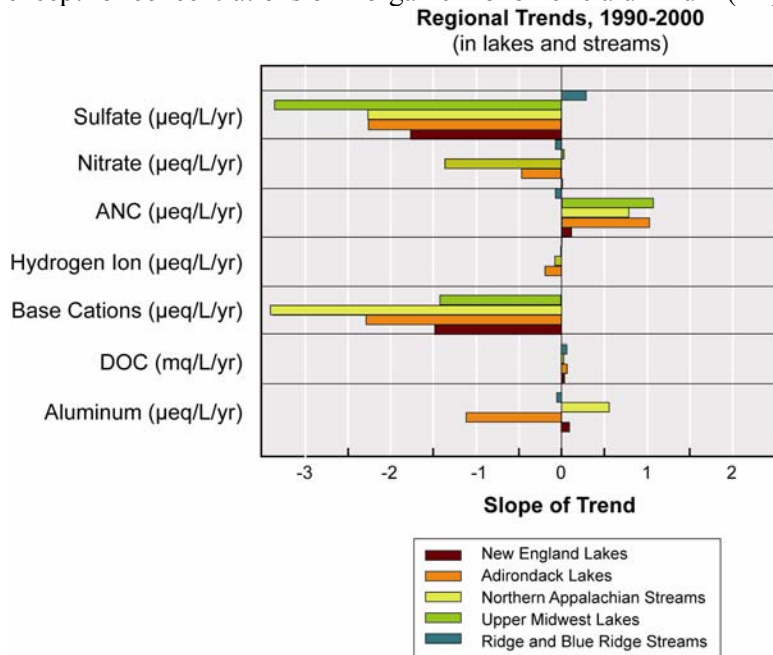 Regional Trends, 1990-2000
(in lakes and streams)
Sulfate (µeq/L/yr)
Nitrate (µeq/L/yr)
ANC (µeq/L/yr)
Hydrogen Ion (µeq/L/yr)
Base Cations (µeq/L/yr)
DOC (mq/L/yr)
Aluminum (µeq/L/yr)
-3 -2 -1 0 1 2
Slope of Trend
New England Lakes
Adirondack Lakes
Northern Appalachian Streams
Upper Midwest Lakes
Ridge and Blue Ridge Streams